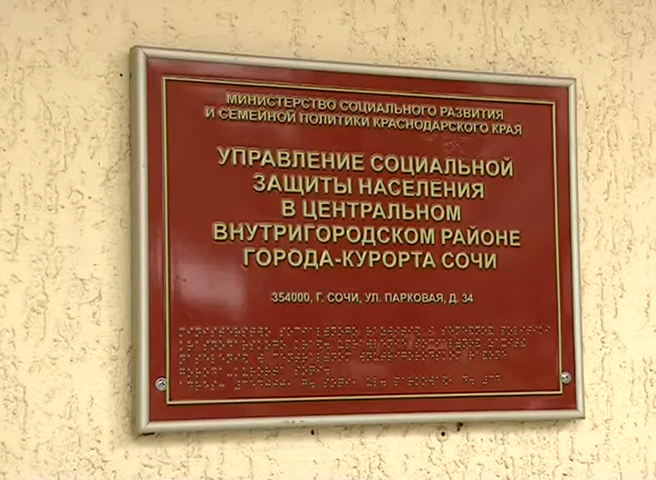 МИНИСТЕРСТВО СОЦИАЛЬНОГО РАЗВИТИЯ
И СЕМЕЙНОЙ ПОЛИТИКИ КРАСНОДАРСКОГО КРАЯ
УПРАВЛЕНИЕ СОЦИАЛЬНОЙ
ЗАЩИТЫ НАСЕЛЕНИЯ
В ЦЕНТРАЛЬНОМ
ВНУТРИГОРОДСКОМ РАЙОНЕ
ГОРОДА-КУРОРТА СОЧИ
354000, Г. СОЧИ, УЛ. ПАРКОВАЯ, Д. 34